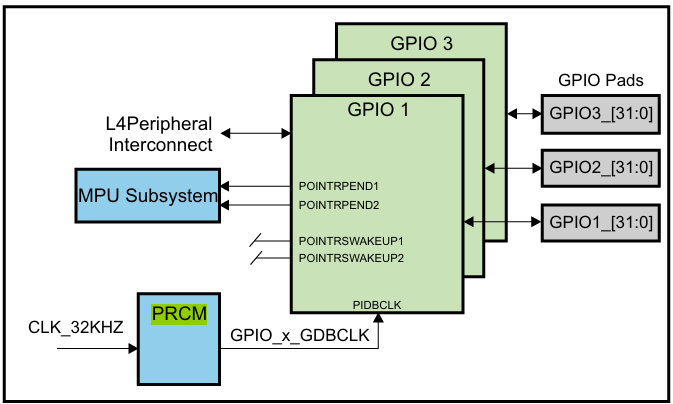 GPIO 3
GPIO 2
GPIO 1
GPIO Pads
GPIO3_[31:0]
GPIO2_[31:0]
GPIO1_[31:0]
L4Peripheral
Interconnect
MPU Subsystem
POINTRPEND1
POINTRPEND2
POINTRSWAKEUP1
POINTRSWAKEUP2
PIDBCLK
PRCM
CLK_32KHZ
GPIO_x_GDBCLK